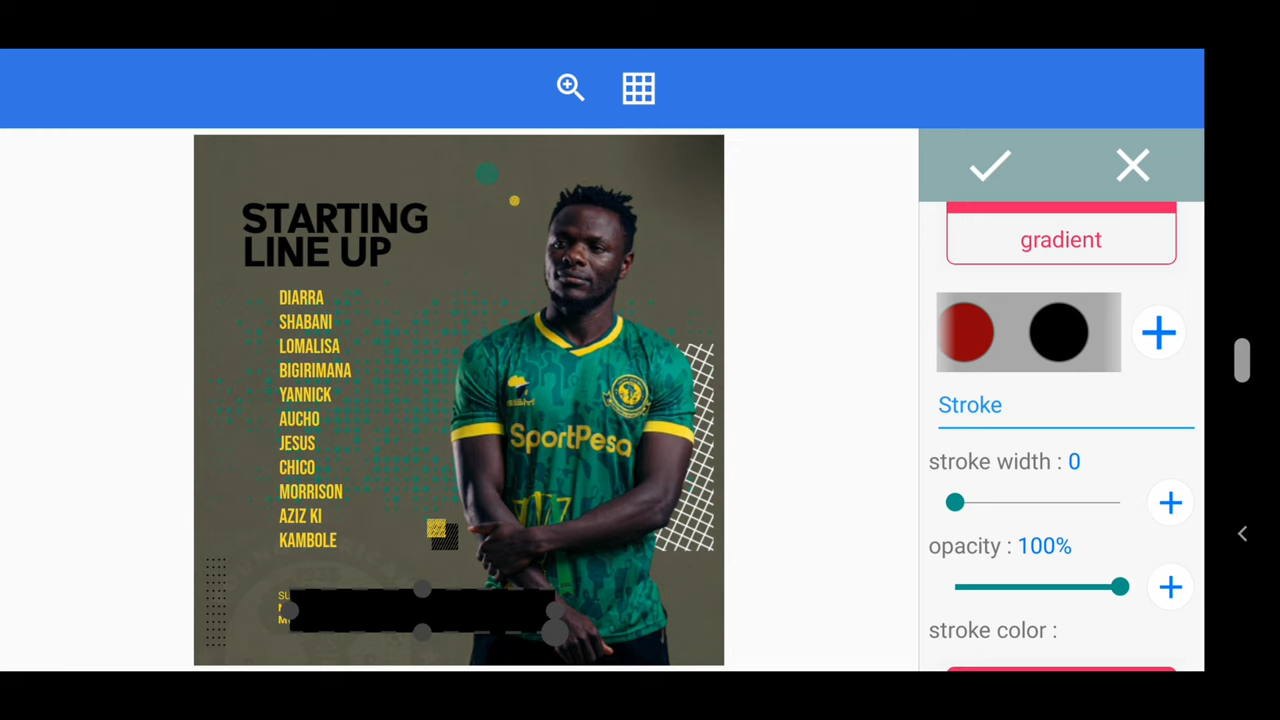 STARTING
LINE UP
DIARRA
SHABANI
LOMALISA
BIGIRIMANA
YANNICK
AUCHO
JESUS
CHICO
MORRISON
AZIZ KI
KAMBOLE
SportPesa
gradient
Stroke
stroke width : 0
opacity : 100%
stroke color :